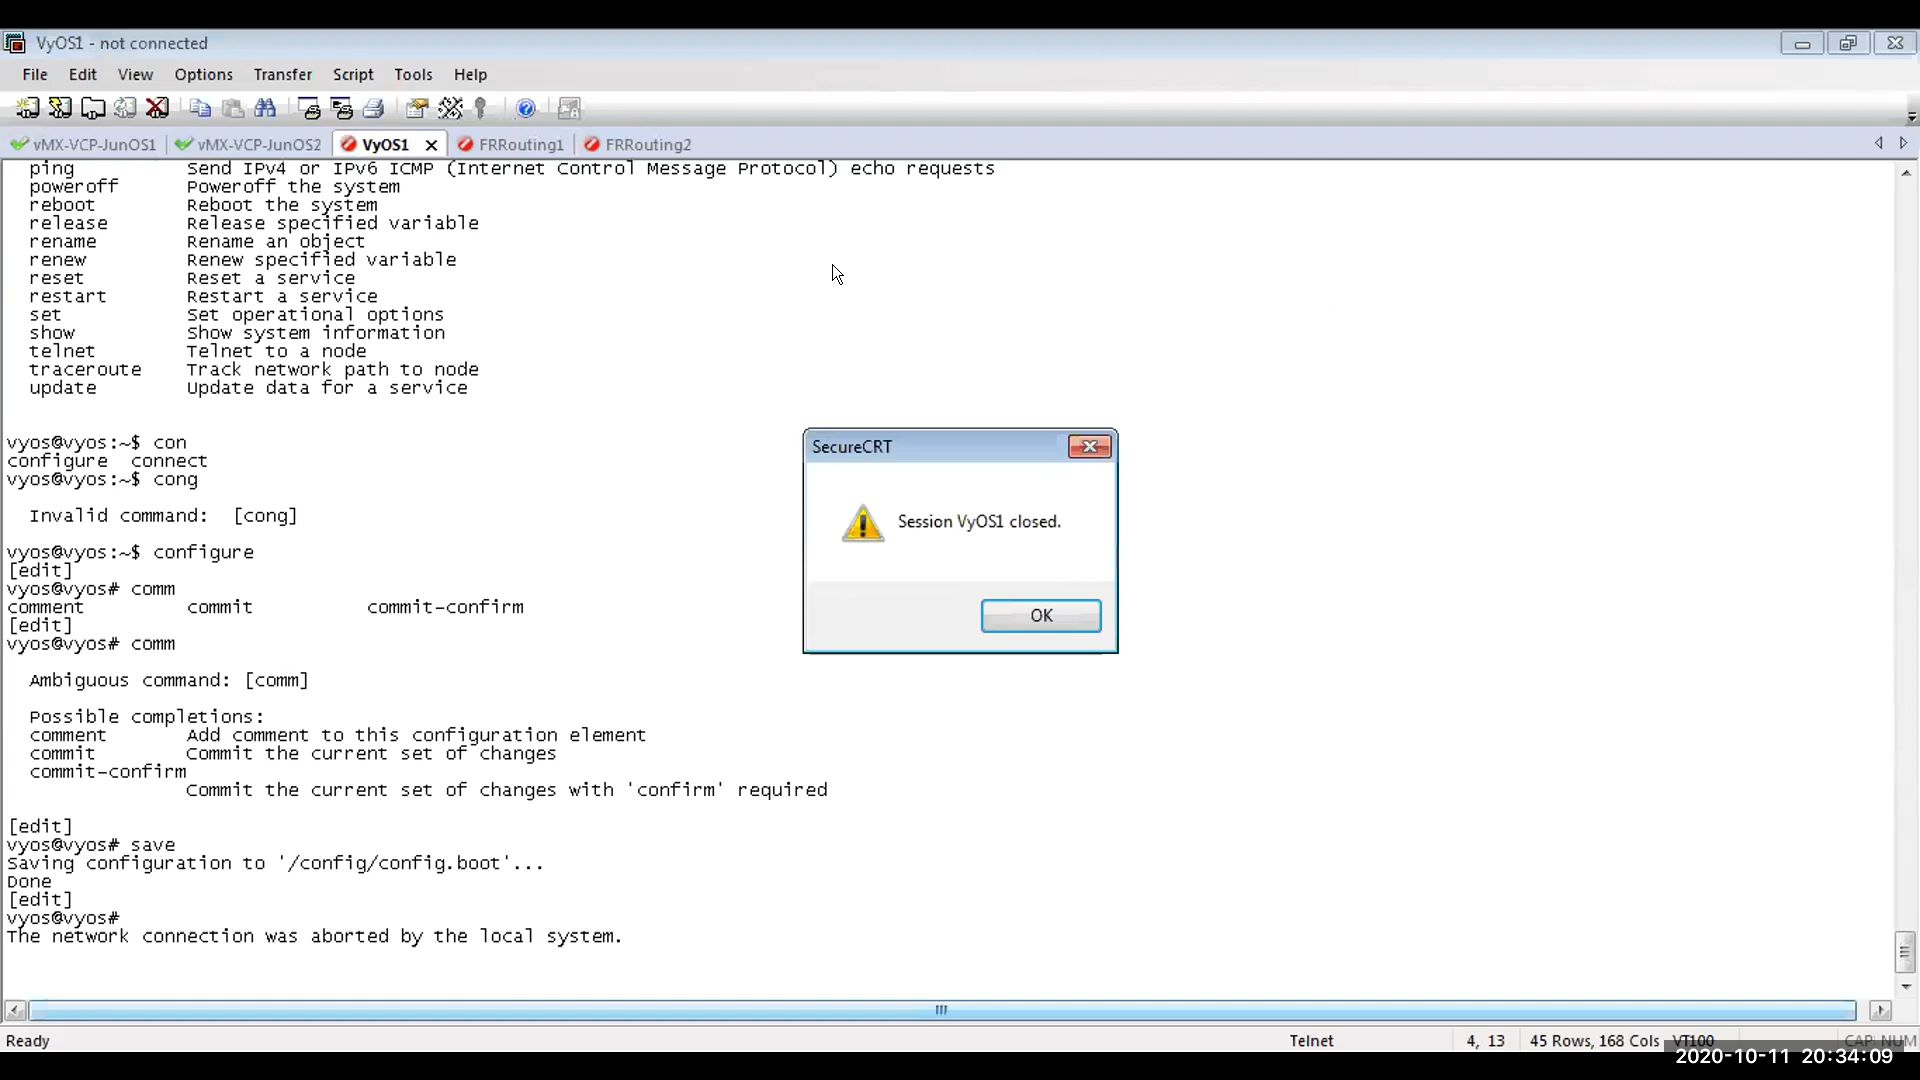 VyOS1 - not connected
File Edit View Options Transfer Script Tools Help
vMX-VCP-JunOS1 vMX-VCP-JunOS2 VyOS1 FRRouting1 FRRouting2
ping Send IPv4 or IPv6 ICMP (Internet Control Message Protocol) echo requests
poweroff Poweroff the system
reboot Reboot the system
release Release specified variable
rename Rename an object
renew Renew specified variable
reset Reset a service
restart Restart a service
set Set operational options
show Show system information
telnet Telnet to a node
traceroute Track network path to node
update Update data for a service
vyos@vyos:~$ con
configure connect
vyos@vyos:~$ cong
Invalid command: [cong]
vyos@vyos:~$ configure
[edit]
vyos@vyos# comm
comment commit commit-confirm
[edit]
vyos@vyos# comm
Ambiguous command: [comm]
Possible completions:
comment Add comment to this configuration element
commit Commit the current set of changes
commit-confirm
Commit the current set of changes with 'confirm' required
[edit]
vyos@vyos# save
Saving configuration to '/config/config.boot'...
Done
[edit]
vyos@vyos#
The network connection was aborted by the local system.
SecureCRT
Session VyOS1 closed.
OK
Ready Telnet 4, 13 45 Rows, 168 Cols VT100 CAP NUM
2020-10-11 20:34:09